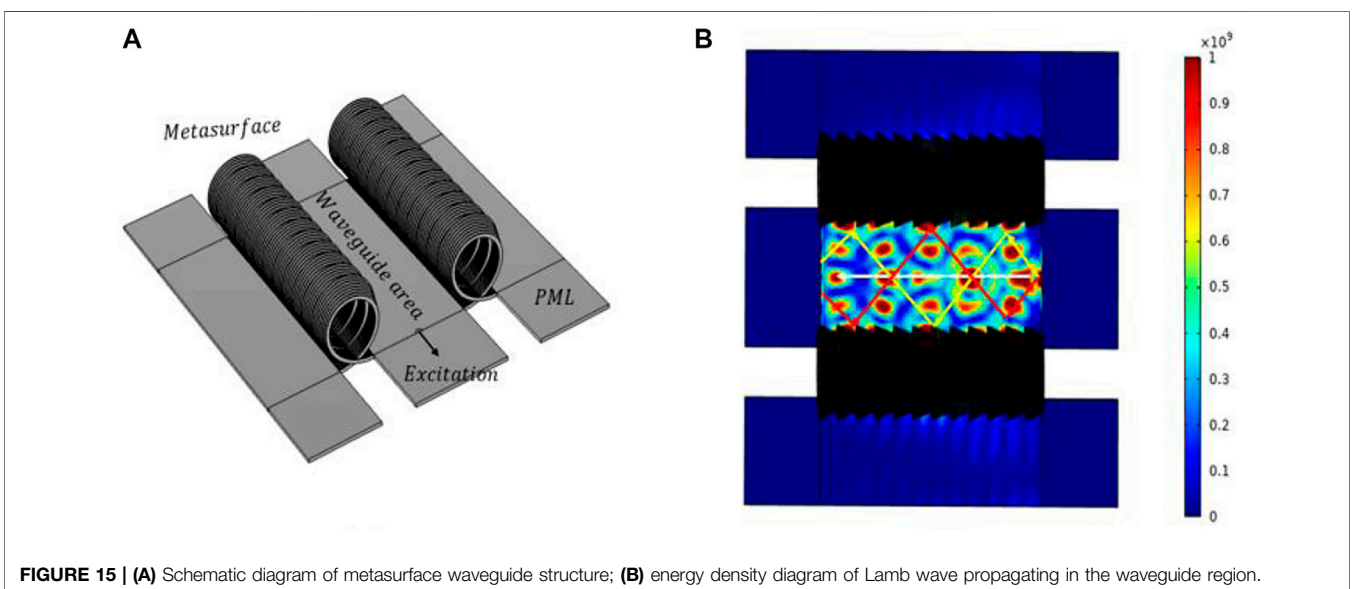 A
Metasurface
Waveguide area
PML
Excitation
B
×10⁹
1
0.9
0.8
0.7
0.6
0.5
0.4
0.3
0.2
0.1
0
FIGURE 15 | (A) Schematic diagram of metasurface waveguide structure; (B) energy density diagram of Lamb wave propagating in the waveguide region.